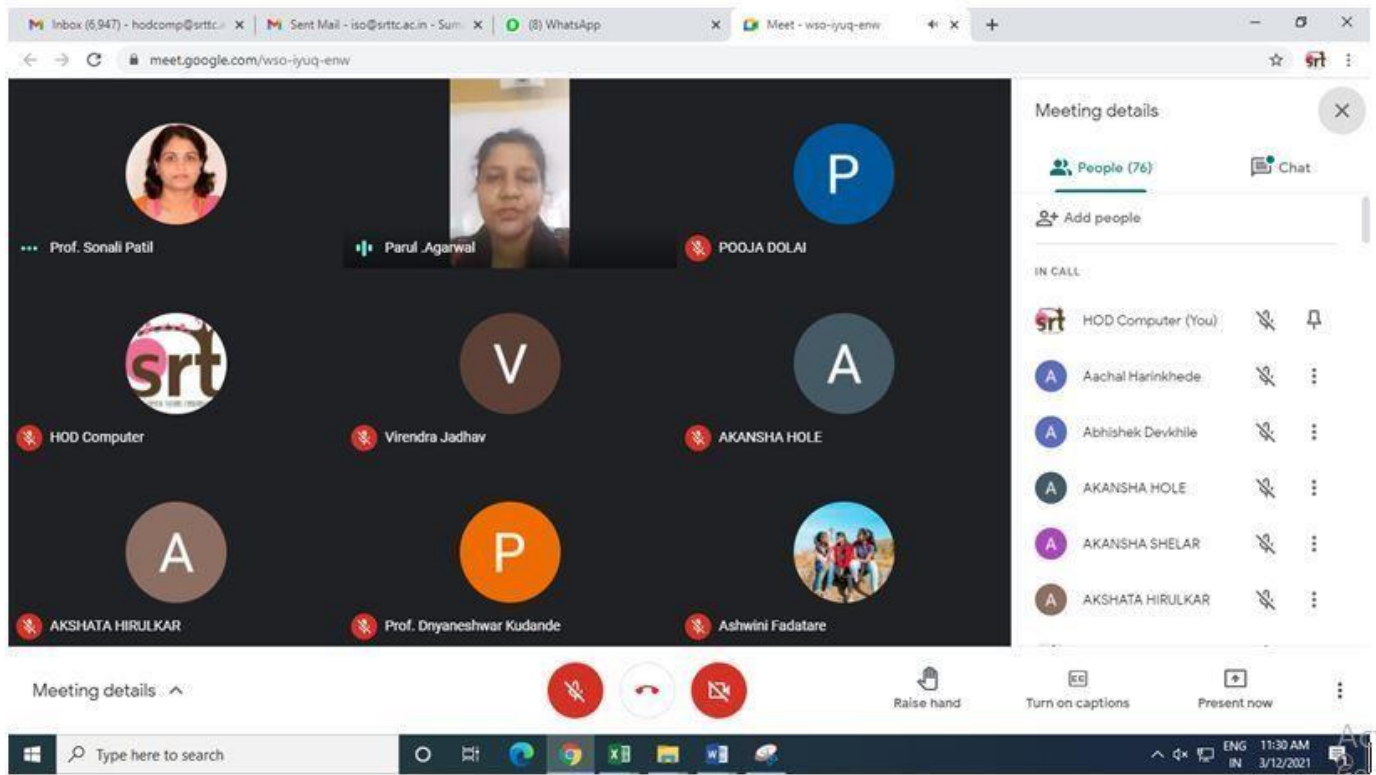 Inbox (6,947) - hodcomp@srttc.
Sent Mail - iso@srttc.ac.in - Sum
(8) WhatsApp
Meet - wso-iyuq-enw
meet.google.com/wso-iyuq-enw
srt
Meeting details
People (76)
Chat
Add people
IN CALL
P
Prof. Sonali Patil
Parul .Agarwal
POOJA DOLAI
srt
V
A
HOD Computer
Virendra Jadhav
AKANSHA HOLE
A
P
AKSHATA HIRULKAR
Prof. Dnyaneshwar Kudande
Ashwini Fadatare
srt HOD Computer (You)
A Aachal Harinkhede
A Abhishek Devkhile
A AKANSHA HOLE
A AKANSHA SHELAR
A AKSHATA HIRULKAR
Meeting details
Raise hand
Turn on captions
Present now
Type here to search
ENG 11:30 AM
IN 3/12/2021